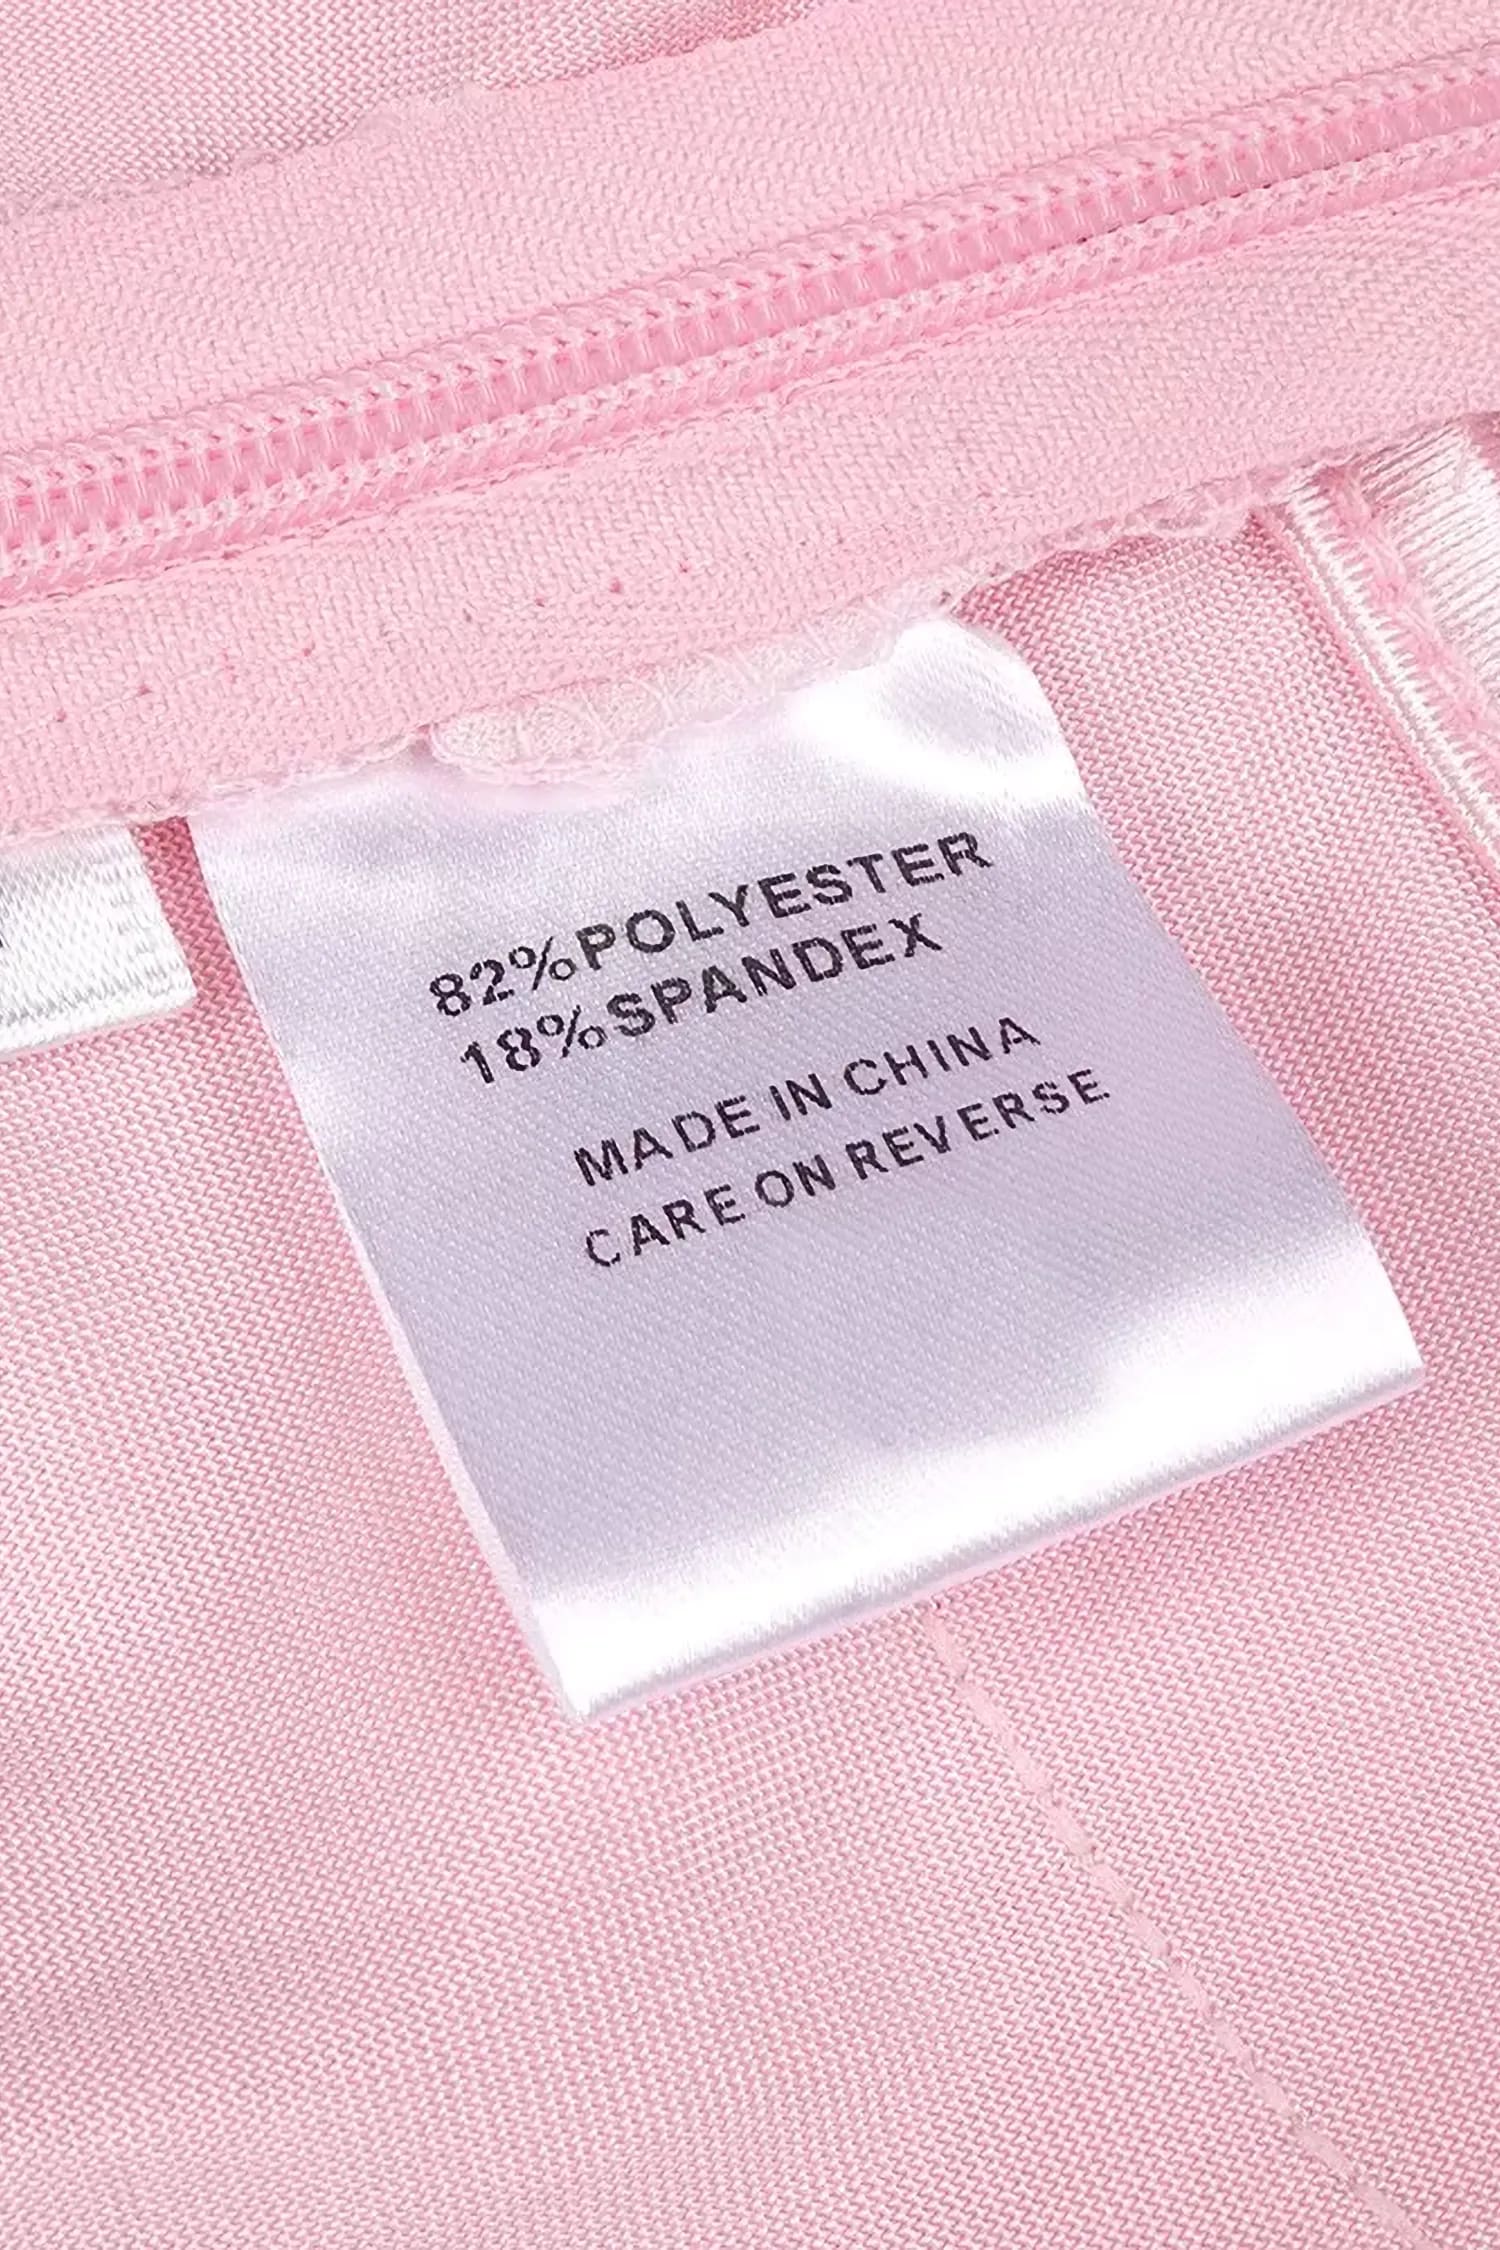 82%POLYESTER
18%SPANDEX
MADE IN CHINA
CARE ON REVERSE